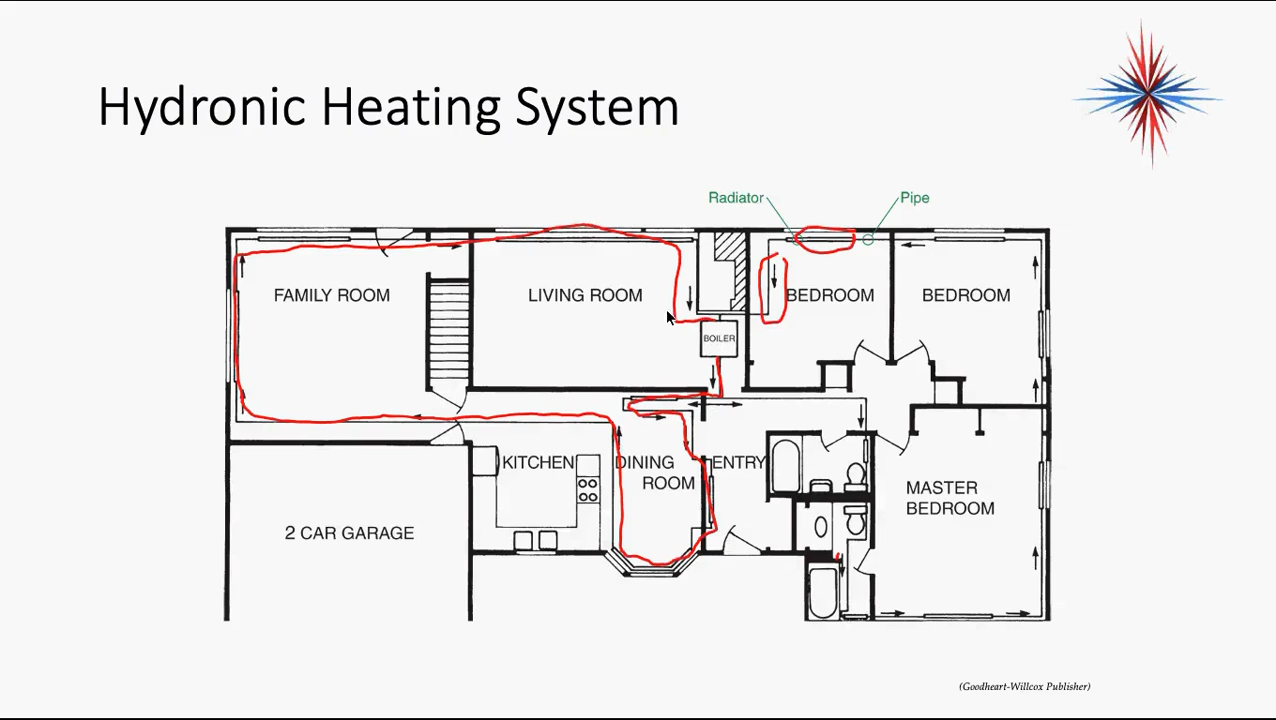 Hydronic Heating System
Radiator
Pipe
FAMILY ROOM
LIVING ROOM
BEDROOM
BEDROOM
BOILER
KITCHEN
DINING
ROOM
ENTRY
MASTER
BEDROOM
2 CAR GARAGE
(Goodheart-Willcox Publisher)